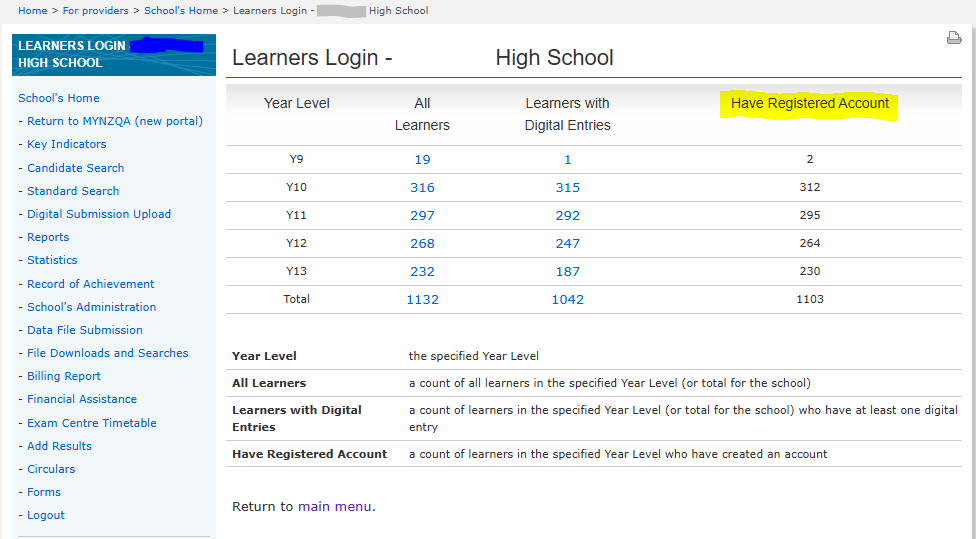 Home > For providers > School's Home > Learners Login - High School
LEARNERS LOGIN
HIGH SCHOOL
School's Home
- Return to MYNZQA (new portal)
- Key Indicators
- Candidate Search
- Standard Search
- Digital Submission Upload
- Reports
- Statistics
- Record of Achievement
- School's Administration
- Data File Submission
- File Downloads and Searches
- Billing Report
- Financial Assistance
- Exam Centre Timetable
- Add Results
- Circulars
- Forms
- Logout
Learners Login - High School
Year Level All Learners Learners with Digital Entries Have Registered Account
Y9 19 1 2
Y10 316 315 312
Y11 297 292 295
Y12 268 247 264
Y13 232 187 230
Total 1132 1042 1103
Year Level the specified Year Level
All Learners a count of all learners in the specified Year Level (or total for the school)
Learners with Digital Entries a count of learners in the specified Year Level (or total for the school) who have at least one digital entry
Have Registered Account a count of learners in the specified Year Level who have created an account
Return to main menu.